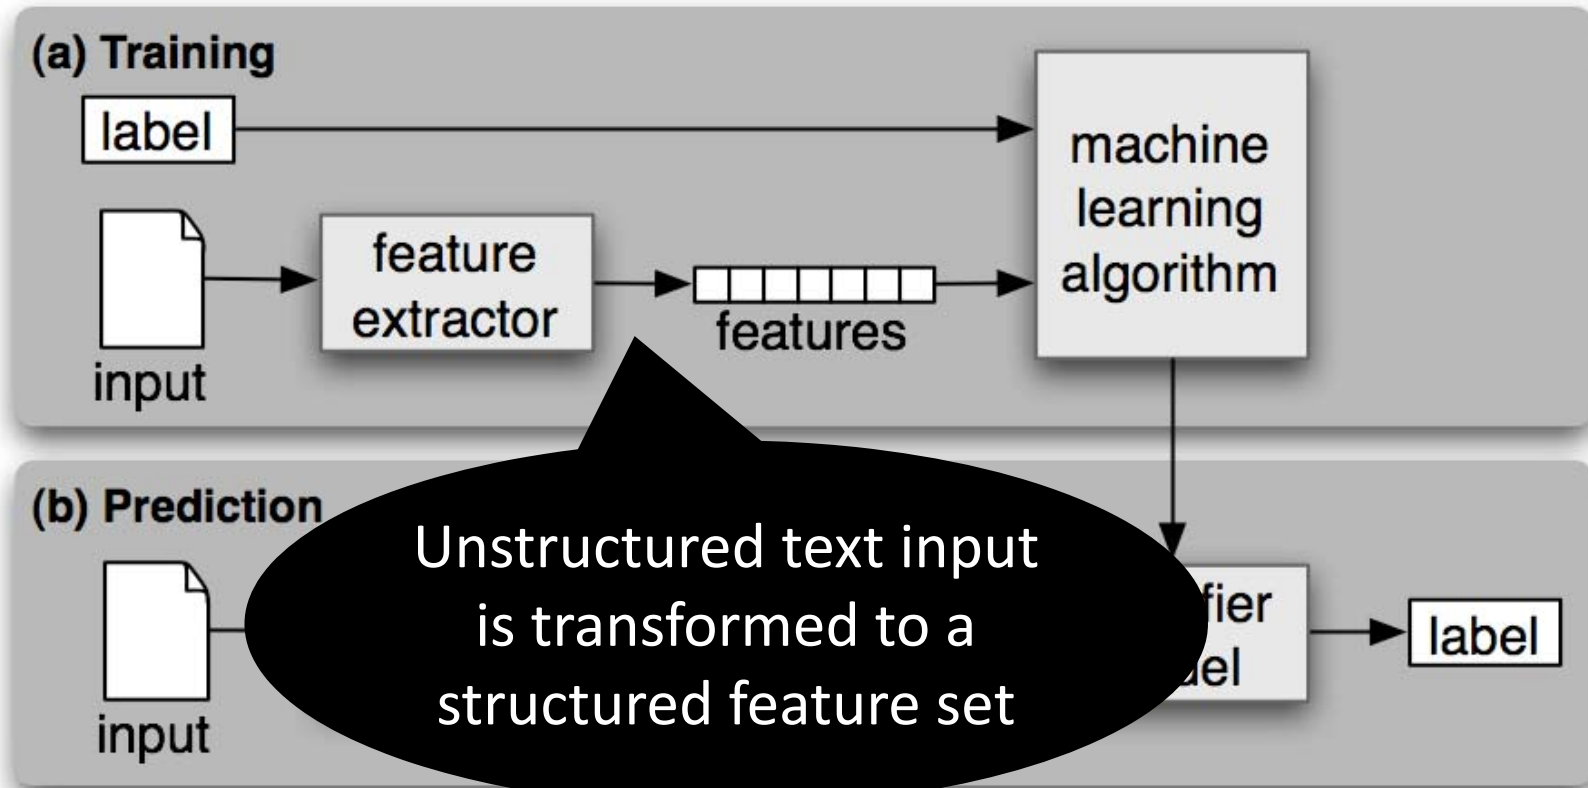 (a) Training
label
machine
learning
algorithm
feature
extractor
features
input
(b) Prediction
Unstructured text input
is transformed to a
structured feature set
label
input